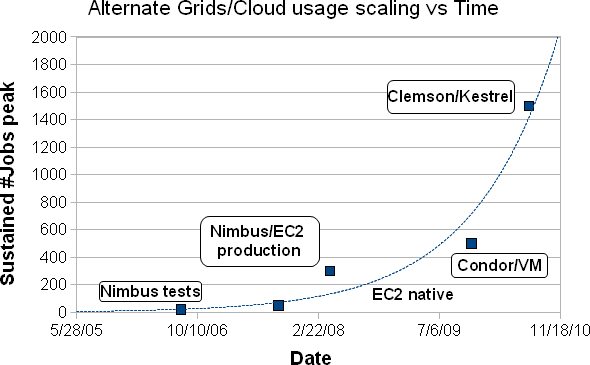 Alternate Grids/Cloud usage scaling vs Time
Sustained #Jobs peak
2000
1800
1600
1400
1200
1000
800
600
400
200
0
Clemson/Kestrel
Nimbus/EC2
production
Condor/VM
Nimbus tests
EC2 native
5/28/05
10/10/06
2/22/08
7/6/09
11/18/10
Date